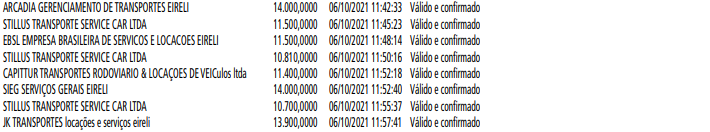 ARCADIA GERENCIAMENTO DE TRANSPORTES EIRELI 14.000,0000 06/10/2021 11:42:33 Válido e confirmado
STILLUS TRANSPORTE SERVICE CAR LTDA 11.500,0000 06/10/2021 11:45:23 Válido e confirmado
EBSL EMPRESA BRASILEIRA DE SERVICOS E LOCACOES EIRELI 11.500,0000 06/10/2021 11:48:14 Válido e confirmado
STILLUS TRANSPORTE SERVICE CAR LTDA 10.810,0000 06/10/2021 11:50:16 Válido e confirmado
CAPITTUR TRANSPORTES RODOVIARIO & LOCAÇOES DE VEICulos ltda 11.400,0000 06/10/2021 11:52:18 Válido e confirmado
SIEG SERVIÇOS GERAIS EIRELI 14.000,0000 06/10/2021 11:52:40 Válido e confirmado
STILLUS TRANSPORTE SERVICE CAR LTDA 10.700,0000 06/10/2021 11:55:37 Válido e confirmado
JK TRANSPORTES locações e serviços eireli 13.900,0000 06/10/2021 11:57:41 Válido e confirmado